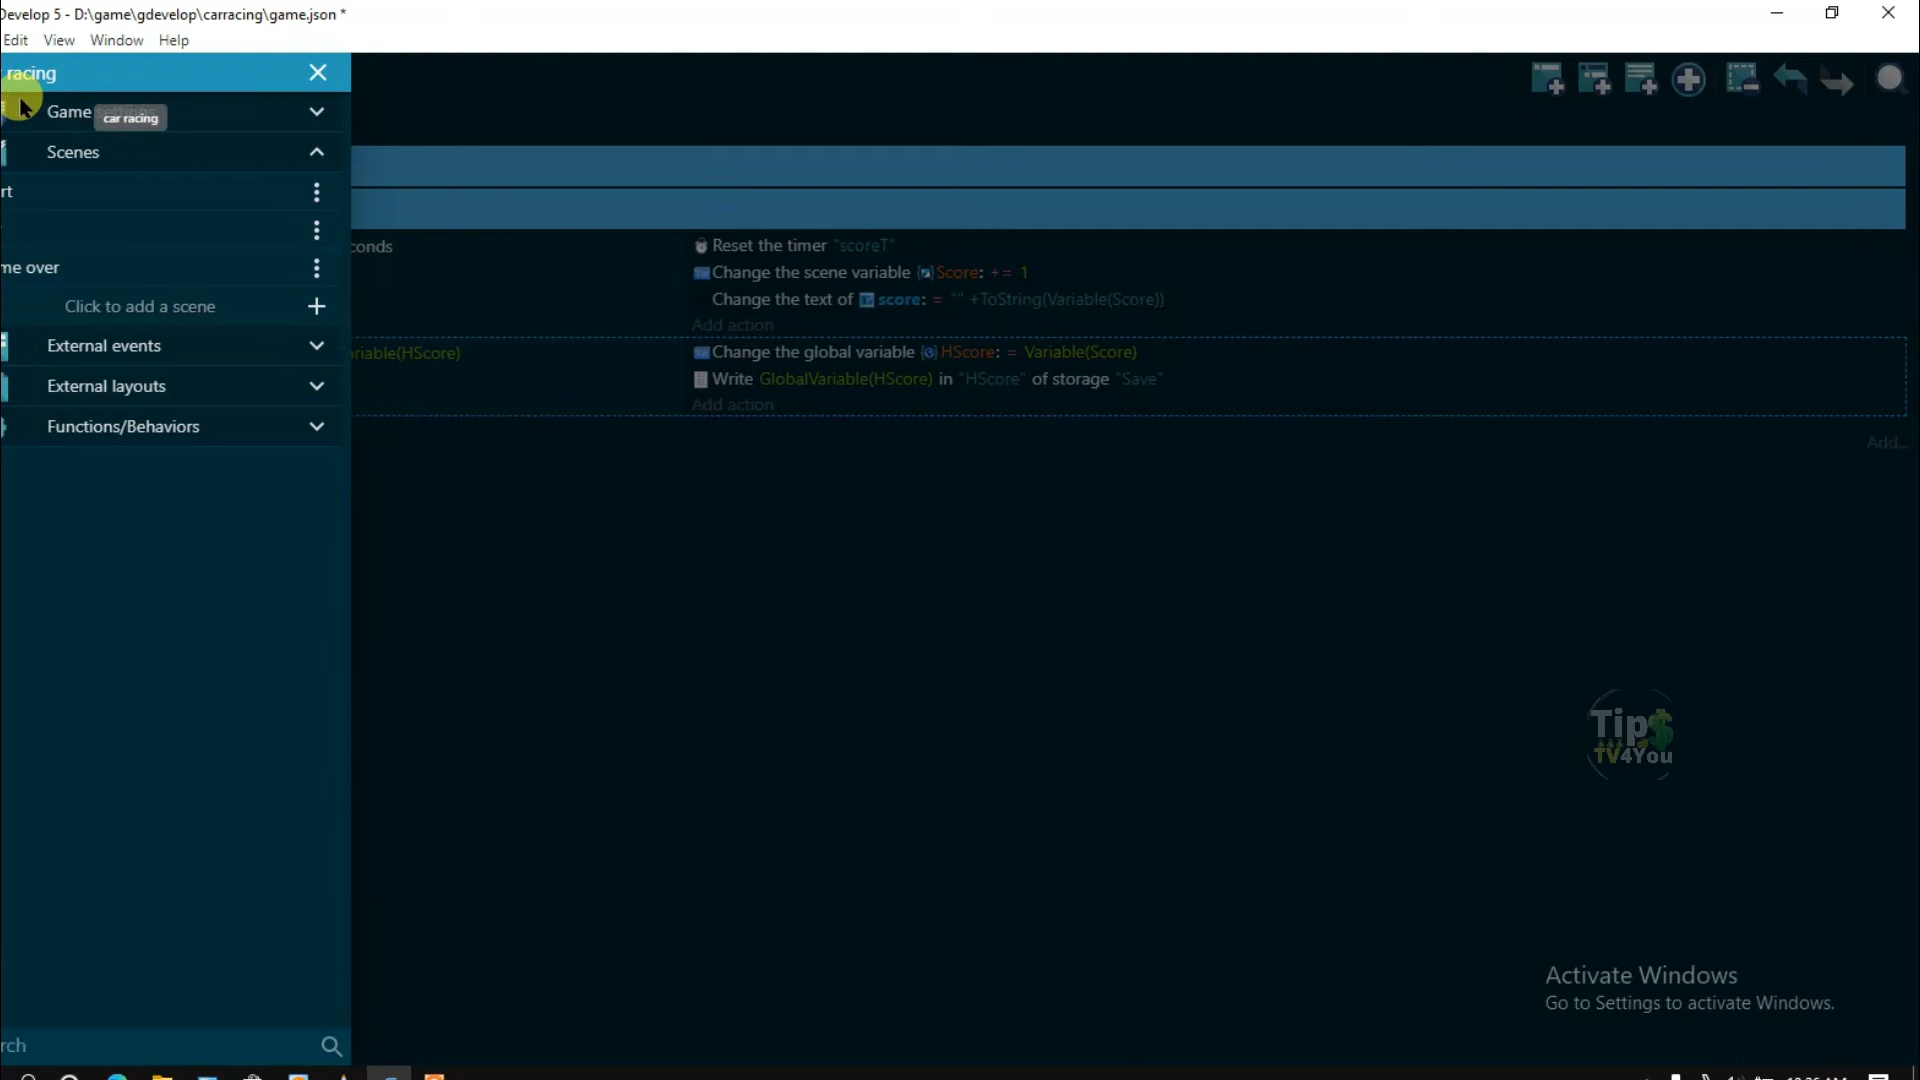 Develop 5 - D:\game\gdevelop\carracing\game.json *
Edit View Window Help
racing
Game settings
car racing
Scenes
rt
me over
Click to add a scene
External events
External layouts
Functions/Behaviors
rch
conds
Reset the timer "scoreT"
Change the scene variable Score: += 1
Change the text of score: = "" +ToString(Variable(Score))
Add action
riable(HScore)
Change the global variable HScore: = Variable(Score)
Write GlobalVariable(HScore) in "HScore" of storage "Save"
Add action
Add...
Tip$
TV4You
Activate Windows
Go to Settings to activate Windows.